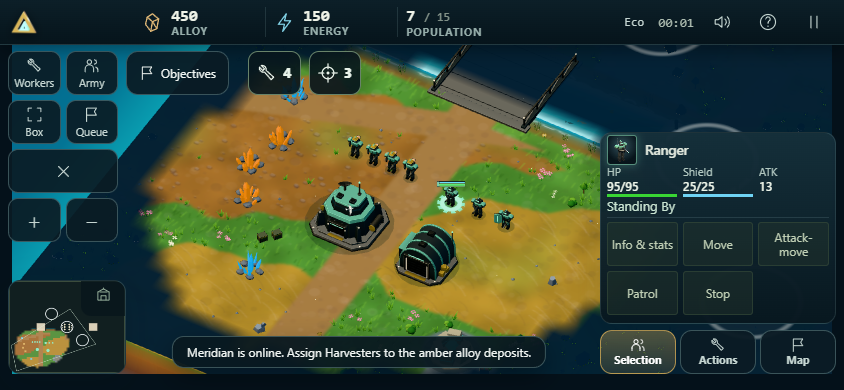 450
ALLOY
150
ENERGY
7 / 15
POPULATION
Eco 00:01
Workers
Army
Objectives
4
3
Box
Queue
Ranger
HP
95/95
Shield
25/25
ATK
13
Standing By
Info & stats
Move
Attack-
move
Patrol
Stop
Meridian is online. Assign Harvesters to the amber alloy deposits.
Selection
Actions
Map